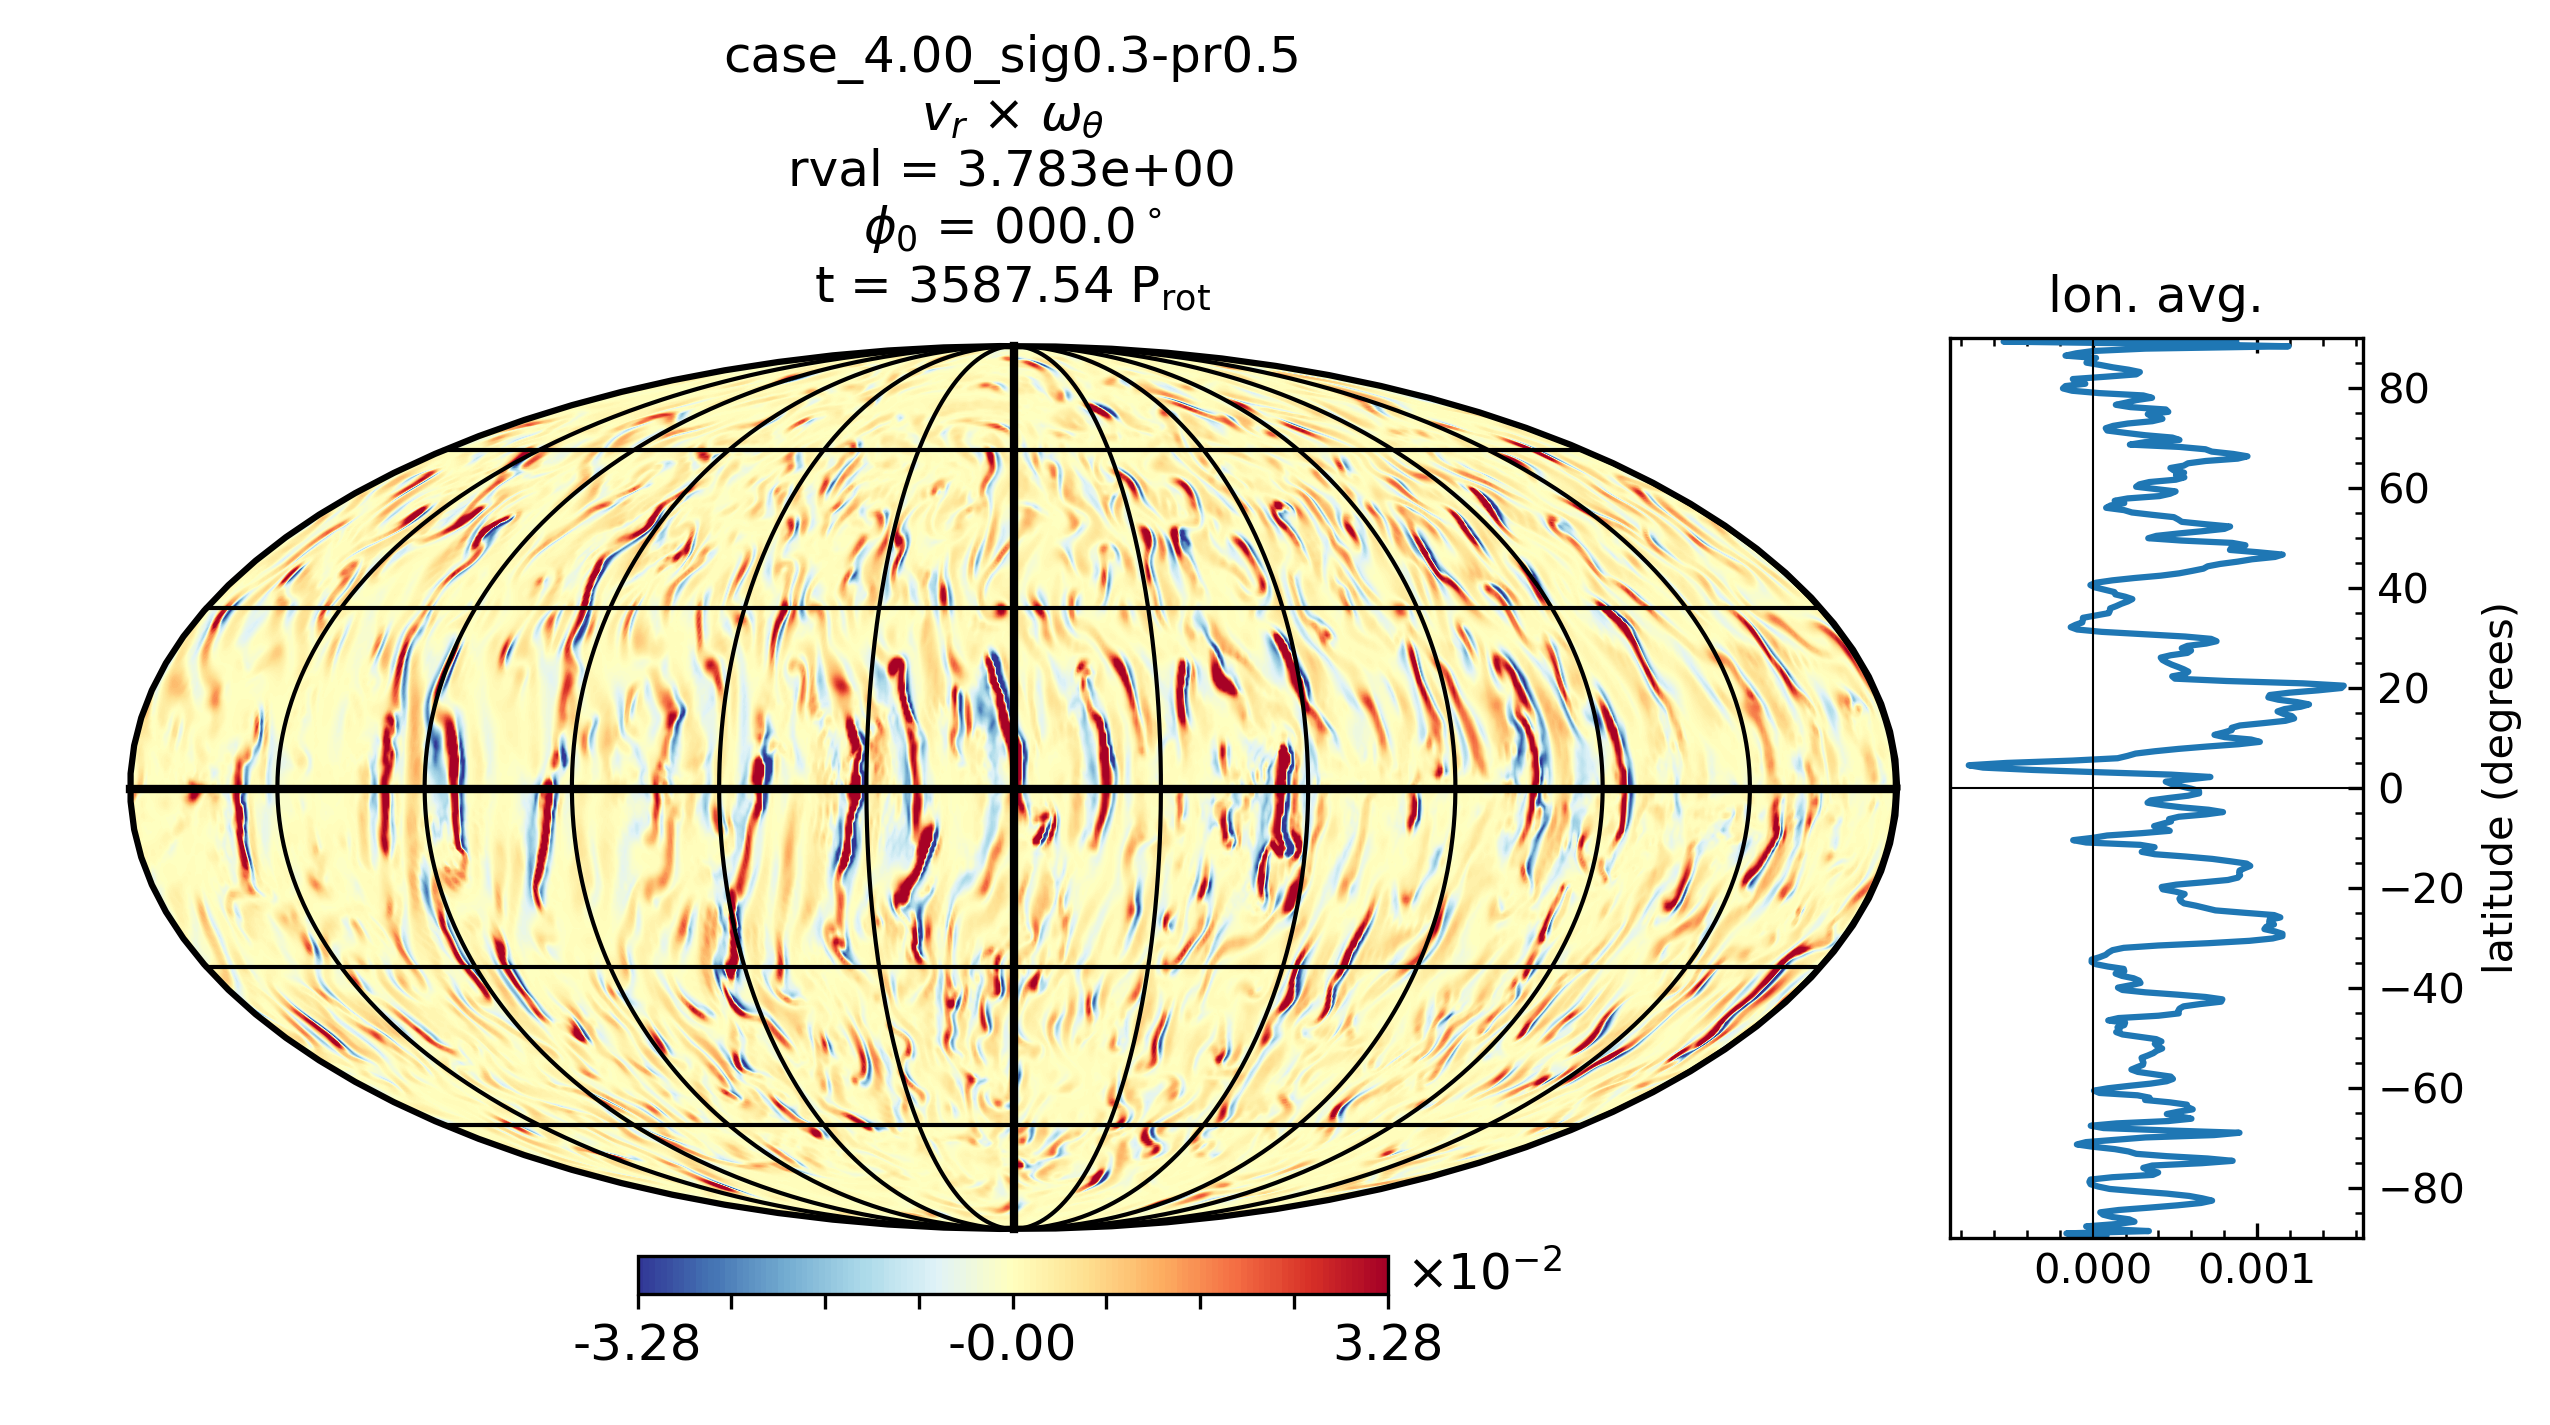 case_4.00_sig0.3-pr0.5
v_r × ω_θ
rval = 3.783e+00
ϕ_0 = 000.0°
t = 3587.54 P_rot
lon. avg.
80
60
40
20
0
−20
−40
−60
−80
latitude (degrees)
0.000 0.001
×10^−2
-3.28 -0.00 3.28